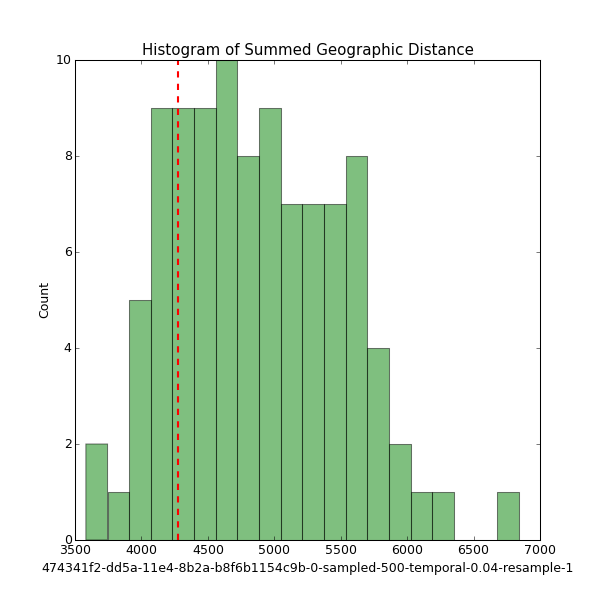 Histogram of Summed Geographic Distance
10
8
6
4
2
0
Count
3500 4000 4500 5000 5500 6000 6500 7000
474341f2-dd5a-11e4-8b2a-b8f6b1154c9b-0-sampled-500-temporal-0.04-resample-1